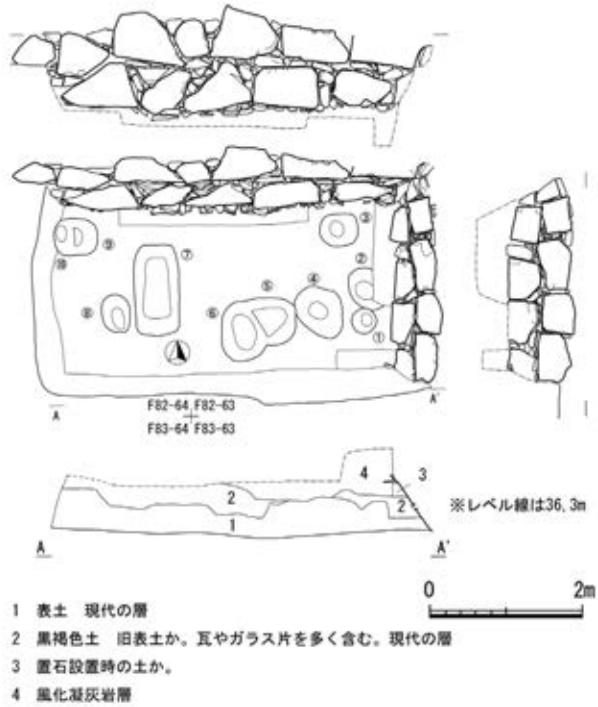 ③
②
⑨
⑩
⑦
④
⑤
⑧
⑥
①
A
A'
F82-64 F82-63
F83-64 F83-63
4
3
2
2
1
※レベル線は36,3m
A
A'
0
2m
1 表土 現代の層
2 黒褐色土 旧表土か。瓦やガラス片を多く含む。現代の層
3 置石設置時の土か。
4 風化凝灰岩層